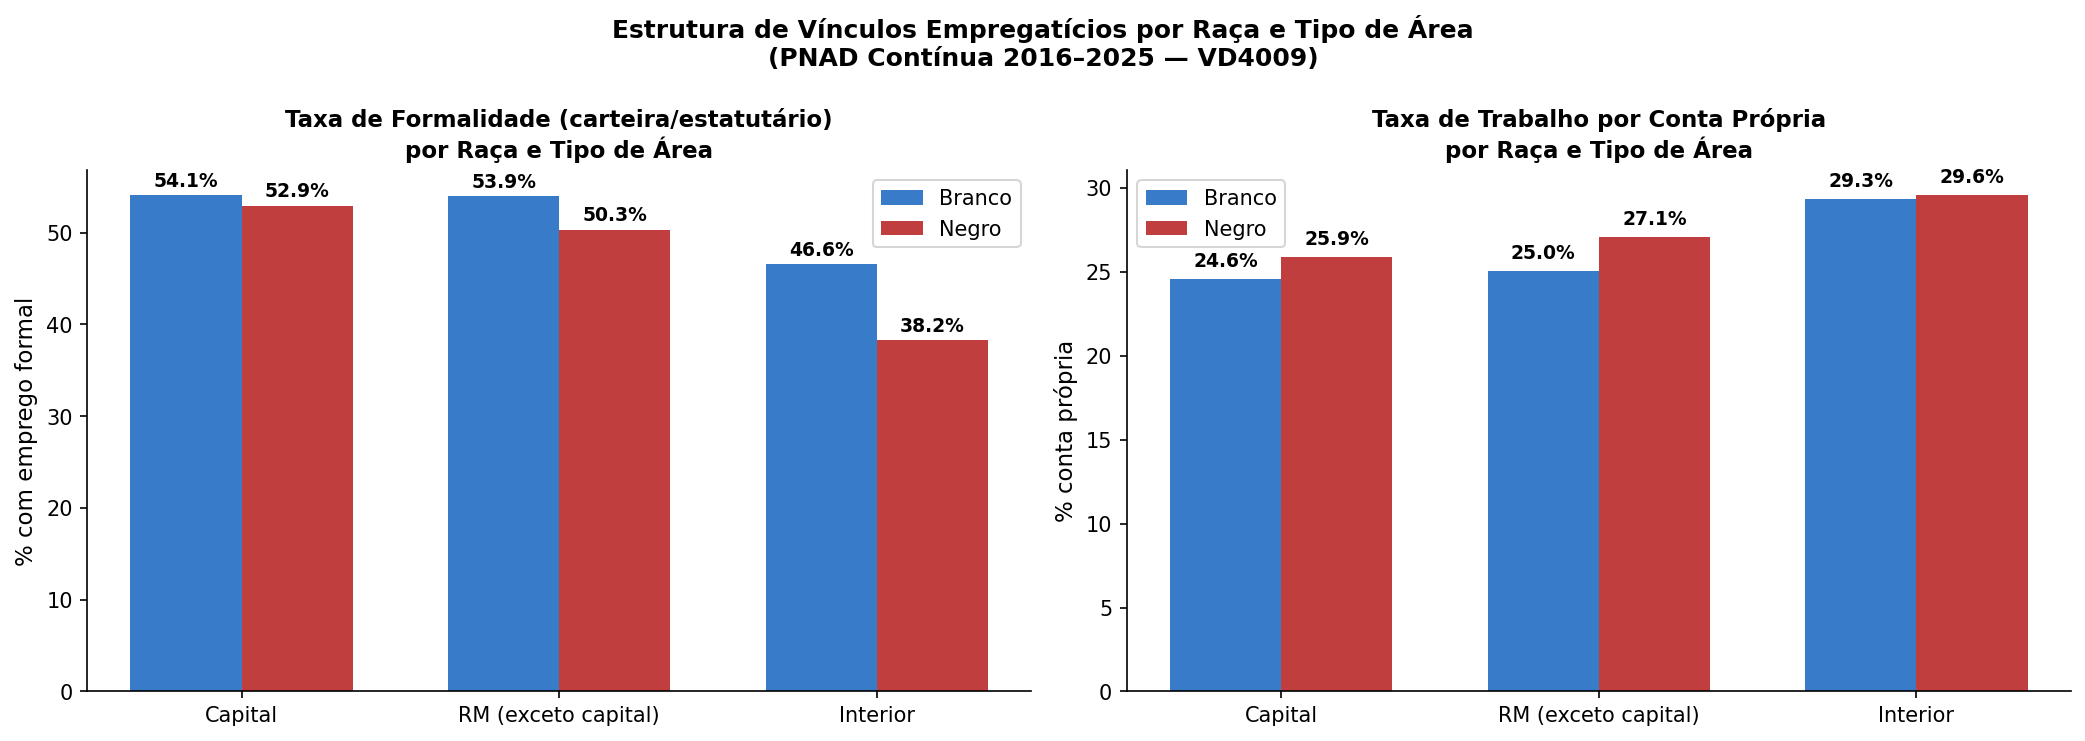 Estrutura de Vínculos Empregatícios por Raça e Tipo de Área
(PNAD Contínua 2016–2025 — VD4009)
Taxa de Formalidade (carteira/estatutário)
por Raça e Tipo de Área
% com emprego formal
50
40
30
20
10
0
54.1%
52.9%
53.9%
50.3%
46.6%
38.2%
Branco
Negro
Capital
RM (exceto capital)
Interior
Taxa de Trabalho por Conta Própria
por Raça e Tipo de Área
% conta própria
30
25
20
15
10
5
0
Branco
Negro
24.6%
25.9%
25.0%
27.1%
29.3%
29.6%
Capital
RM (exceto capital)
Interior